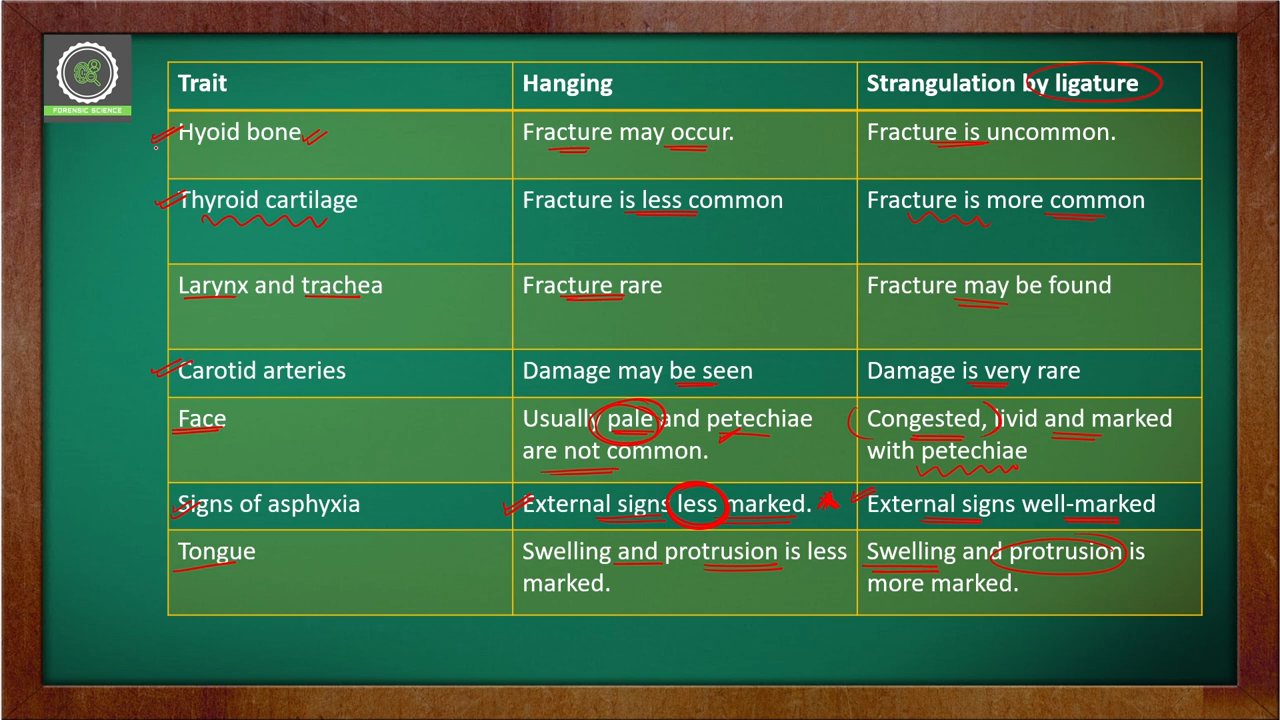 FORENSIC SCIENCE
Trait Hanging Strangulation by ligature
Hyoid bone Fracture may occur. Fracture is uncommon.
Thyroid cartilage Fracture is less common Fracture is more common
Larynx and trachea Fracture rare Fracture may be found
Carotid arteries Damage may be seen Damage is very rare
Face Usually pale and petechiae Congested, livid and marked
are not common. with petechiae
Signs of asphyxia External signs less marked. External signs well-marked
Tongue Swelling and protrusion is less Swelling and protrusion is
marked. more marked.